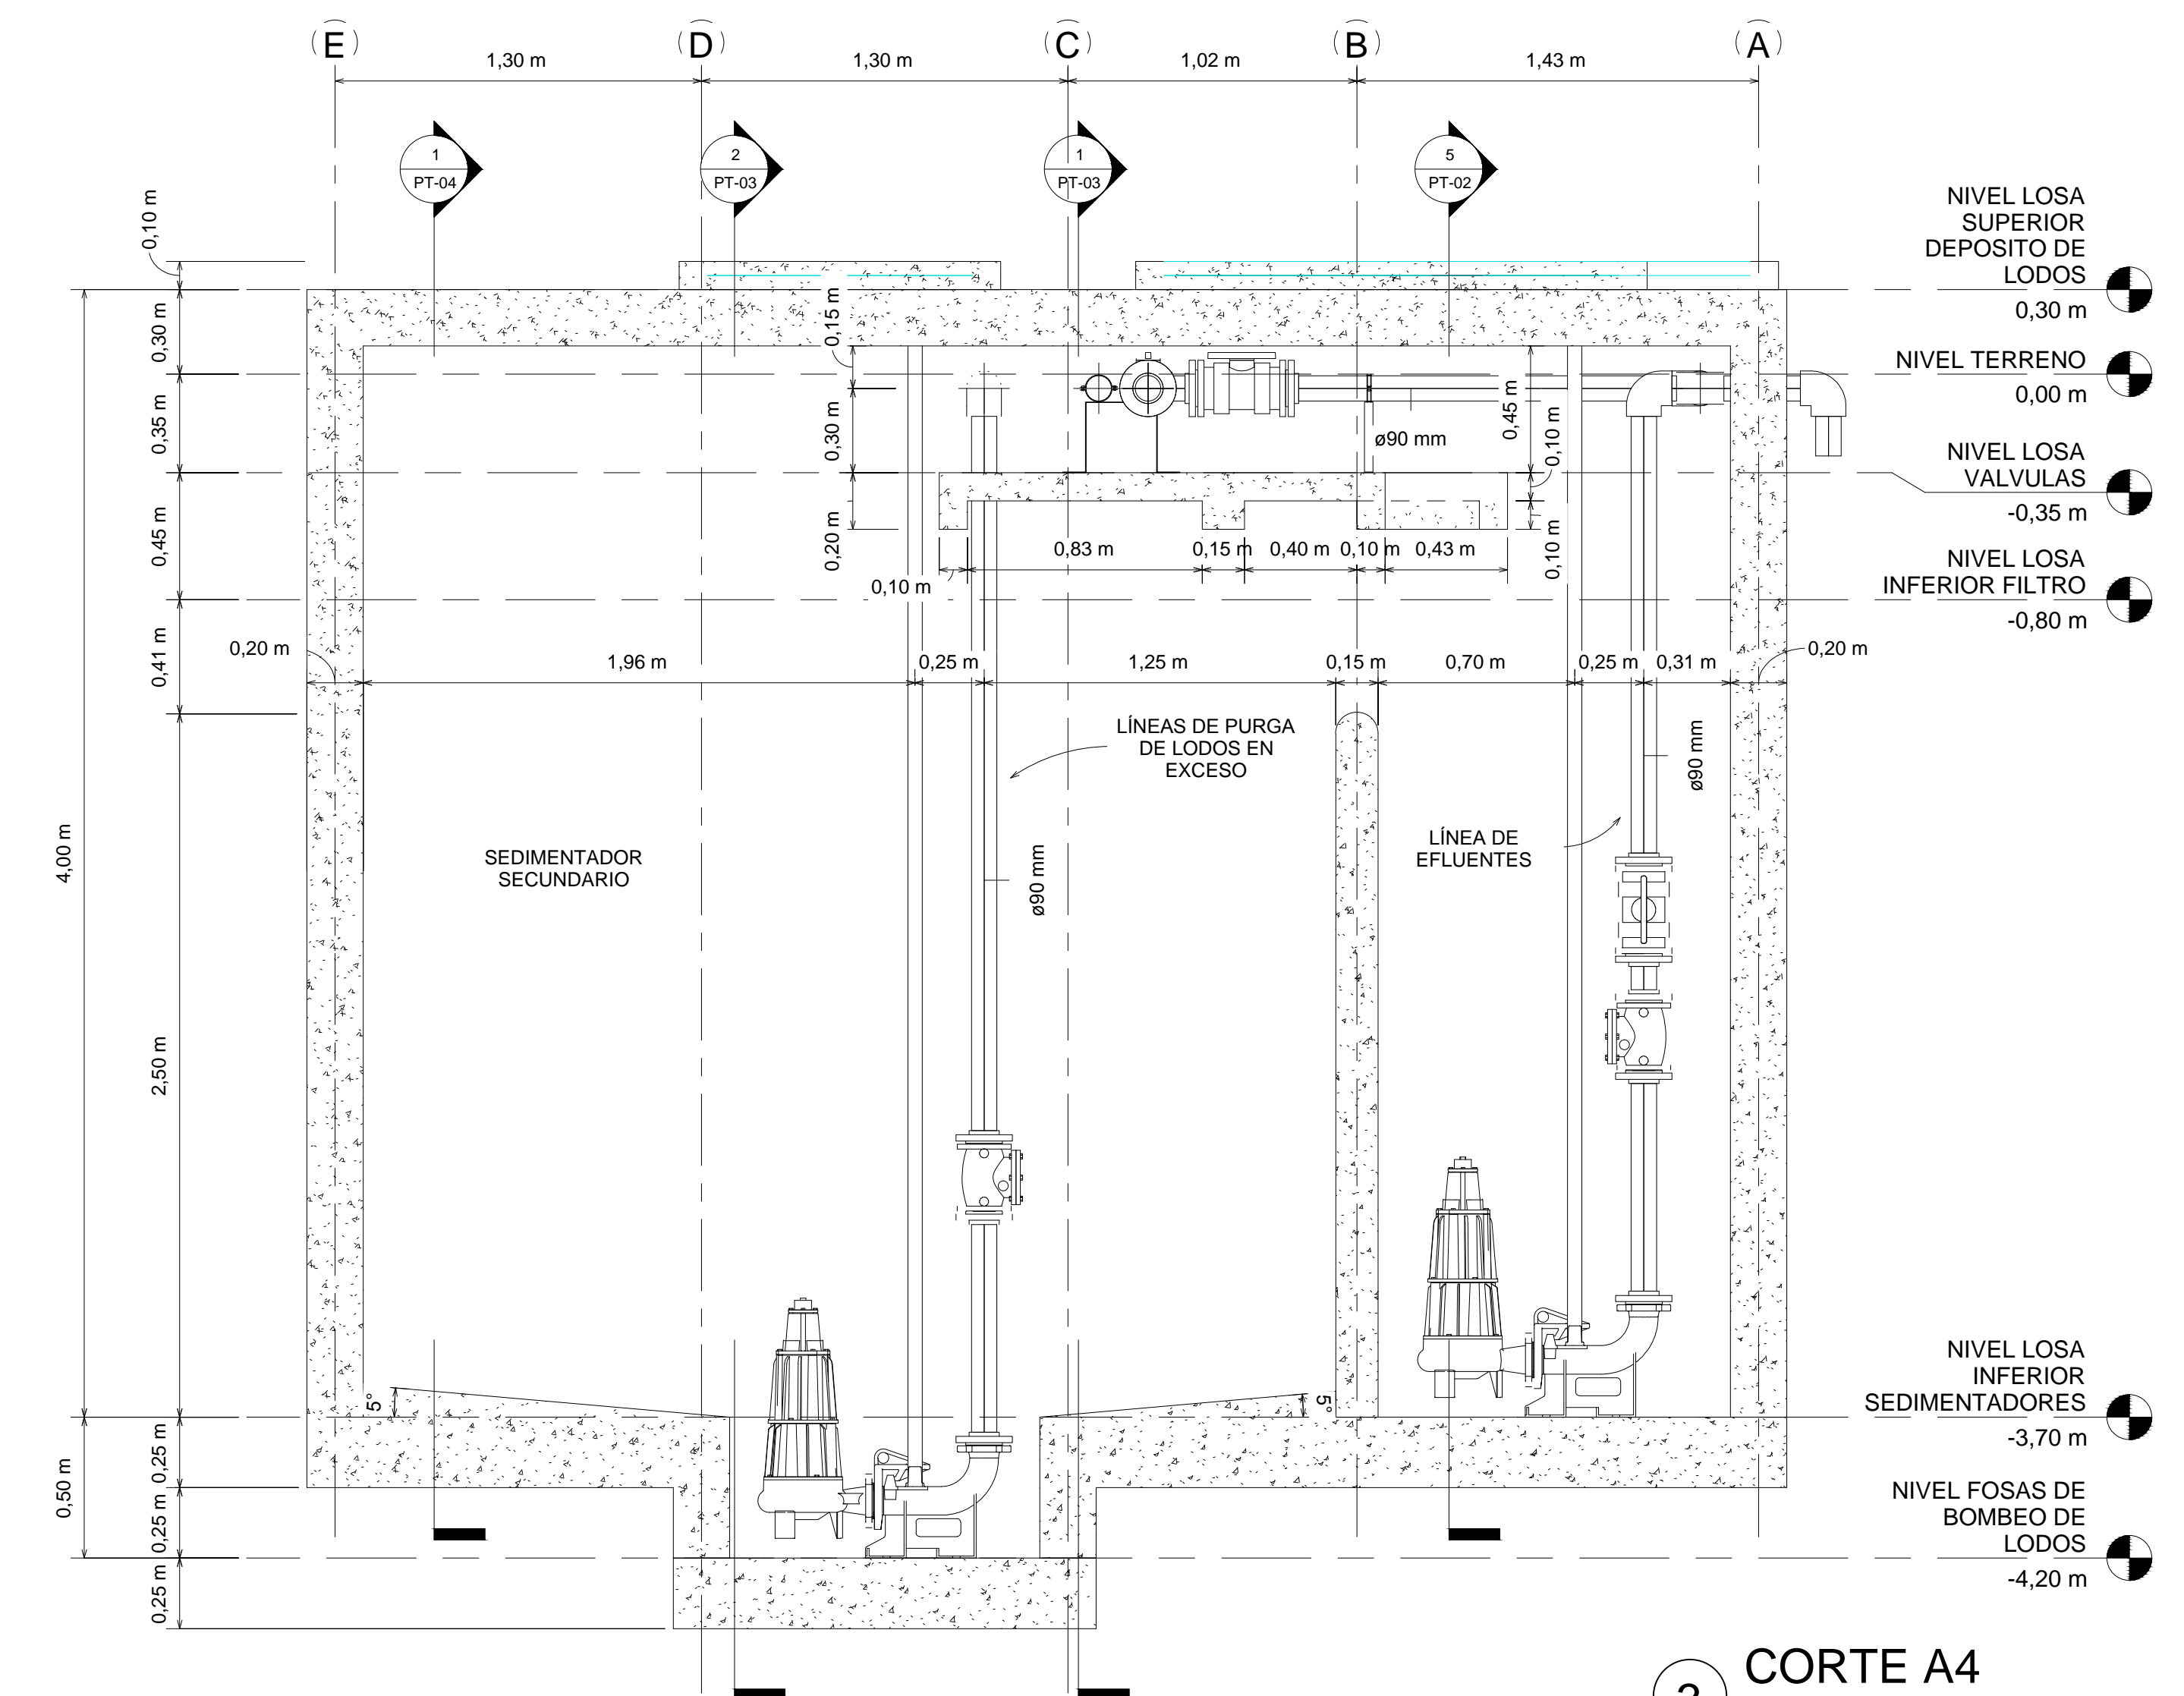 E
D
C
B
A
1,30 m
1,30 m
1,02 m
1,43 m
1
PT-04
2
PT-03
1
PT-03
5
PT-02
NIVEL LOSA
SUPERIOR
DEPOSITO DE
LODOS
0,30 m
NIVEL TERRENO
0,00 m
NIVEL LOSA
VALVULAS
-0,35 m
NIVEL LOSA
INFERIOR FILTRO
-0,80 m
0,10 m
0,30 m
0,35 m
0,45 m
0,41 m
4,00 m
2,50 m
0,50 m
0,25 m
0,25 m
0,25 m
0,15 m
0,30 m
0,20 m
ø90 mm
0,45 m
0,10 m
0,10 m
0,83 m
0,15 m
0,40 m
0,10 m
0,43 m
0,10 m
0,20 m
1,96 m
0,25 m
1,25 m
0,15 m
0,70 m
0,25 m
0,31 m
0,20 m
LÍNEAS DE PURGA
DE LODOS EN
EXCESO
ø90 mm
LÍNEA DE
EFLUENTES
ø90 mm
SEDIMENTADOR
SECUNDARIO
5°
5°
NIVEL LOSA
INFERIOR
SEDIMENTADORES
-3,70 m
NIVEL FOSAS DE
BOMBEO DE
LODOS
-4,20 m
CORTE A4